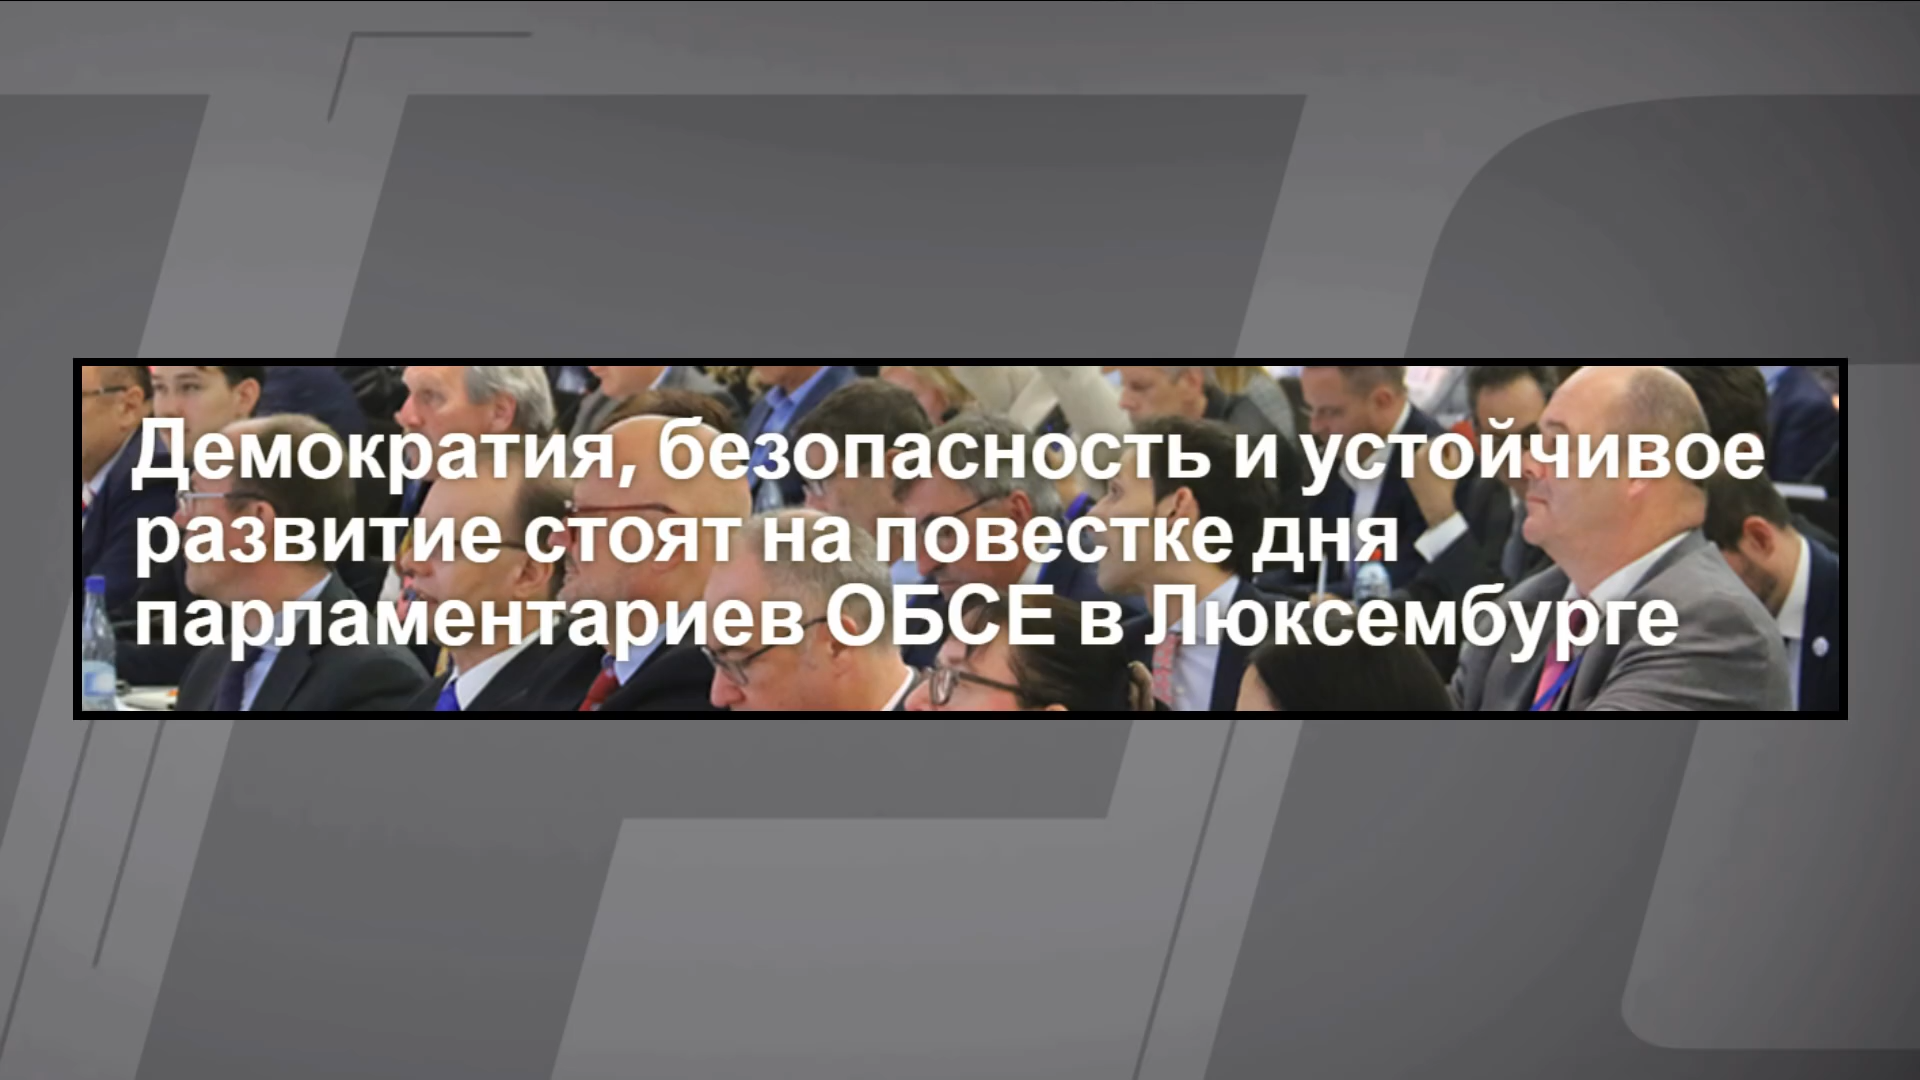 Демократия, безопасность и устойчивое
развитие стоят на повестке дня
парламентариев ОБСЕ в Люксембурге